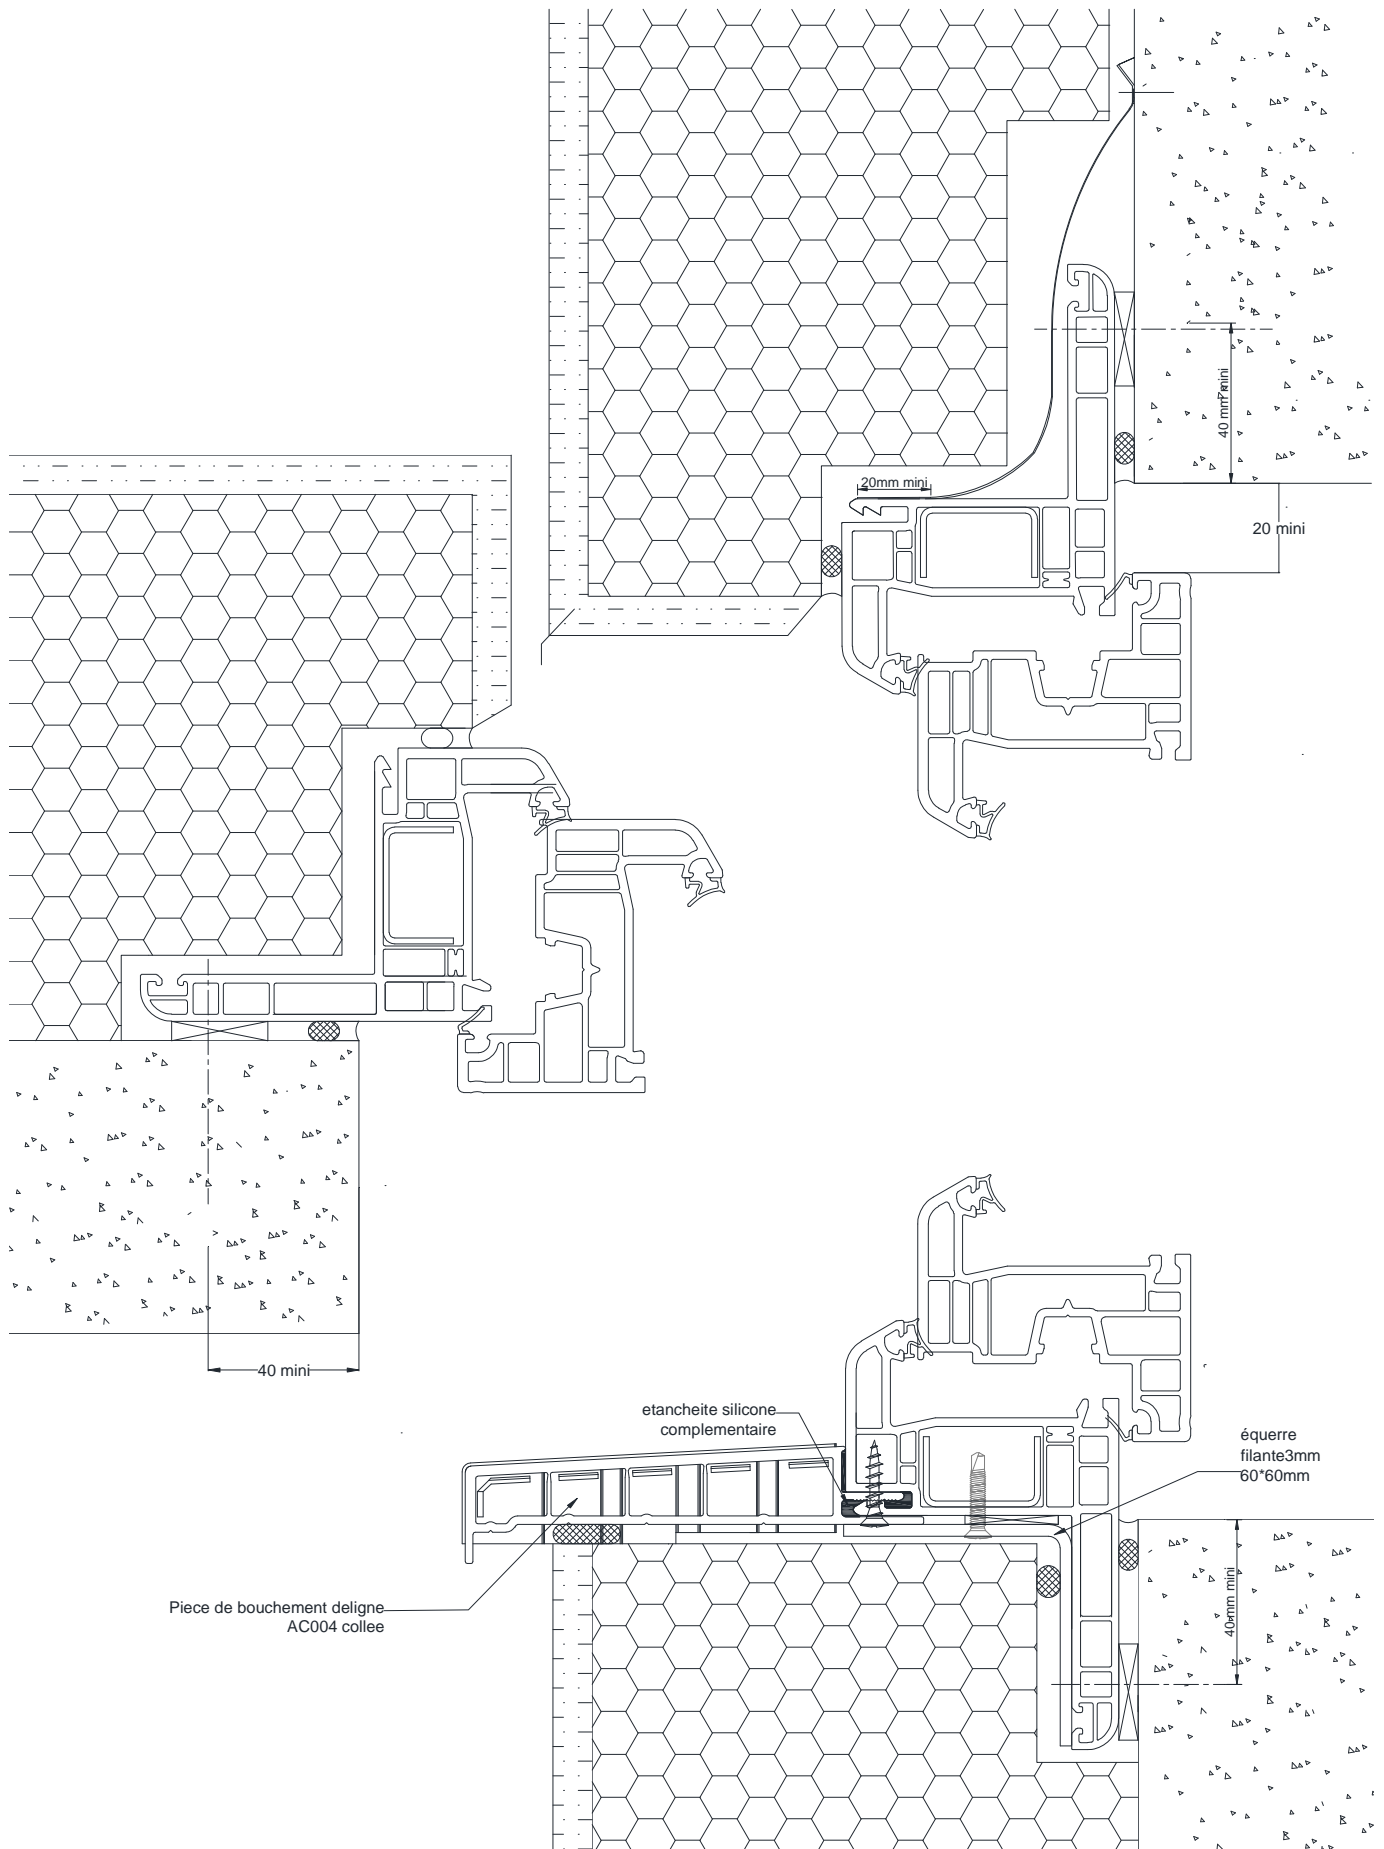 40 mm mini
20mm mini
20 mini
40 mini
etancheite silicone
complementaire
équerre
filante3mm
60*60mm
40mm mini
Piece de bouchement deligne
AC004 collee